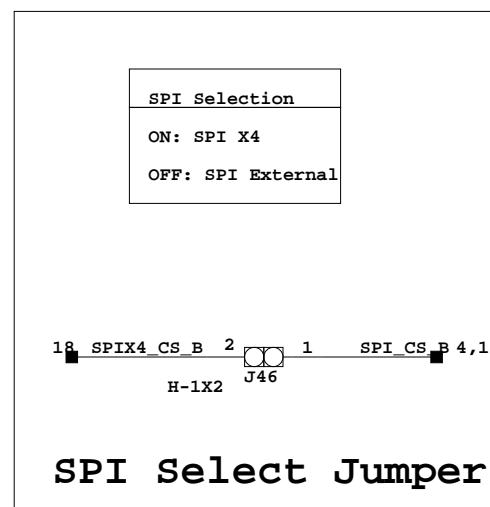 SPI Selection
ON: SPI X4
OFF: SPI External
18 SPIX4_CS_B 2 1 SPI_CS_B 4,1
J46
H-1X2
SPI Select Jumper